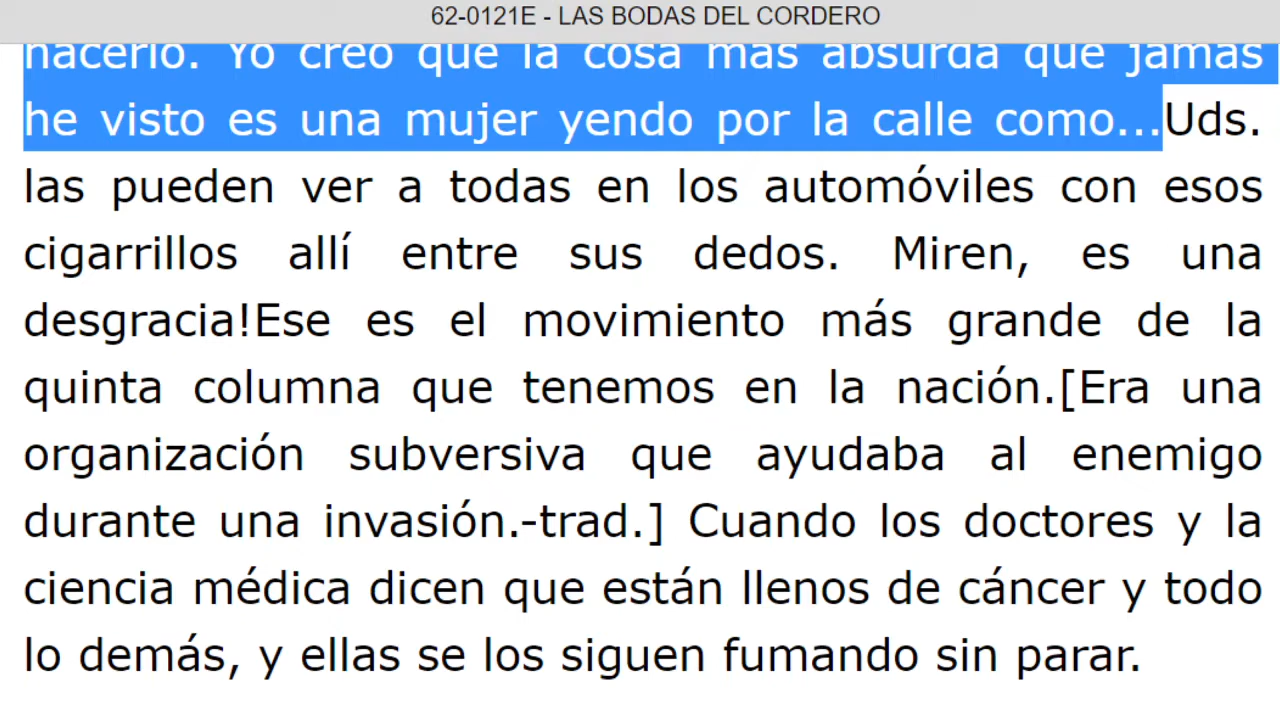 62-0121E - LAS BODAS DEL CORDERO
hacerlo. Yo creo que la cosa más absurda que jamás
he visto es una mujer yendo por la calle como...Uds.
las pueden ver a todas en los automóviles con esos
cigarrillos allí entre sus dedos. Miren, es una
desgracia!Ese es el movimiento más grande de la
quinta columna que tenemos en la nación.[Era una
organización subversiva que ayudaba al enemigo
durante una invasión.-trad.] Cuando los doctores y la
ciencia médica dicen que están llenos de cáncer y todo
lo demás, y ellas se los siguen fumando sin parar.